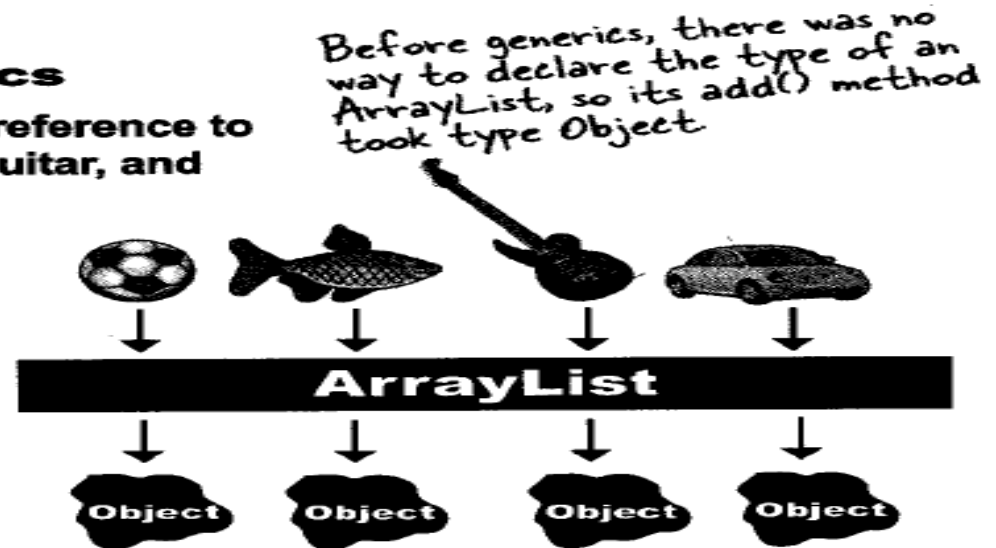 cs
reference to
uitar, and
Before generics, there was no
way to declare the type of an
ArrayList, so its add() method
took type Object.
ArrayList
Object
Object
Object
Object